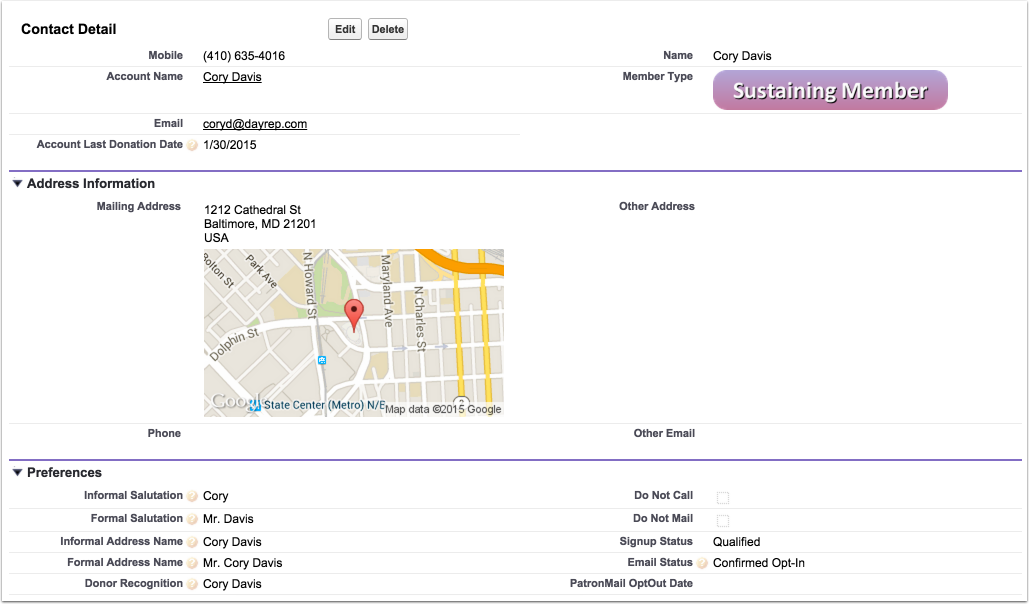 Contact Detail Edit Delete
Mobile (410) 635-4016 Name Cory Davis
Account Name Cory Davis Member Type Sustaining Member
Email coryd@dayrep.com
Account Last Donation Date ? 1/30/2015
Address Information
Mailing Address 1212 Cathedral St Other Address
Baltimore, MD 21201
USA
Bolton St
Park Ave
N Howard St
Maryland Ave
N Charles St
Dolphin St
Google
State Center (Metro) N/E
Map data ©2015 Google
Phone Other Email
Preferences
Informal Salutation ? Cory Do Not Call
Formal Salutation ? Mr. Davis Do Not Mail
Informal Address Name ? Cory Davis Signup Status Qualified
Formal Address Name ? Mr. Cory Davis Email Status ? Confirmed Opt-In
Donor Recognition ? Cory Davis PatronMail OptOut Date